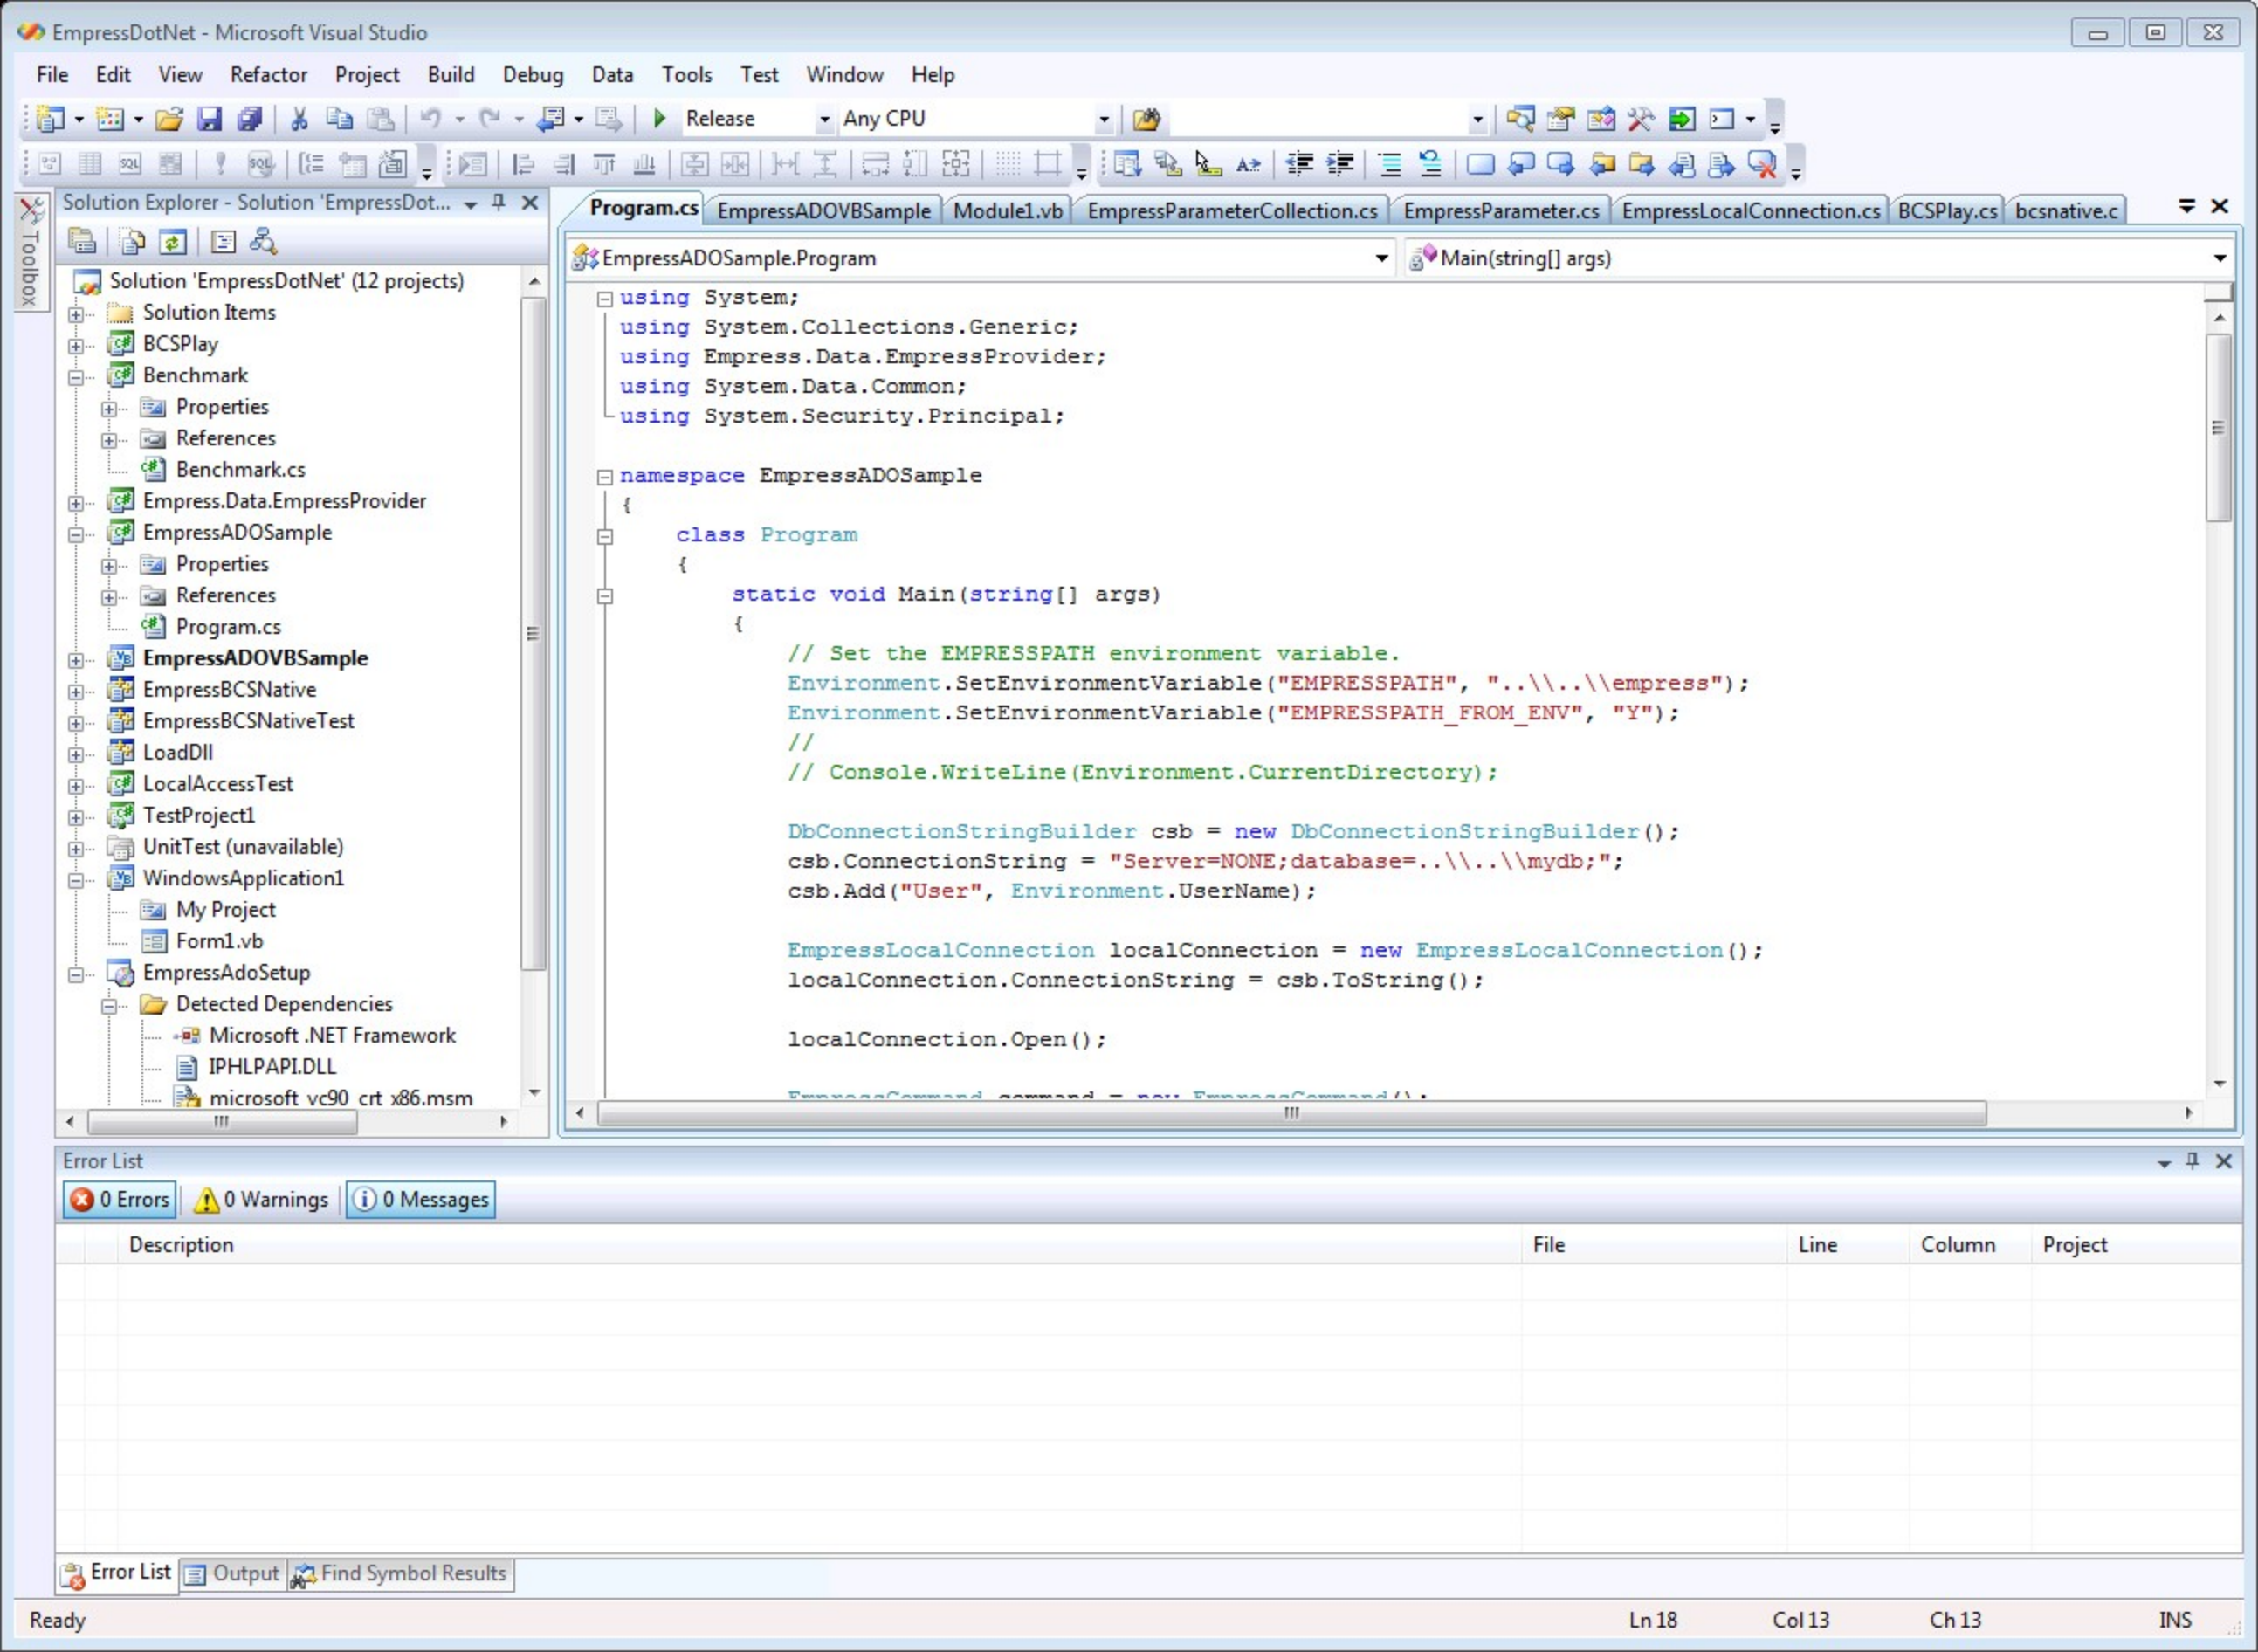 EmpressDotNet - Microsoft Visual Studio
File Edit View Refactor Project Build Debug Data Tools Test Window Help
Release Any CPU
Toolbox
Solution Explorer - Solution 'EmpressDot...
Solution 'EmpressDotNet' (12 projects)
Solution Items
BCSPlay
Benchmark
Properties
References
Benchmark.cs
Empress.Data.EmpressProvider
EmpressADOSample
Properties
References
Program.cs
EmpressADOVBSample
EmpressBCSNative
EmpressBCSNativeTest
LoadDll
LocalAccessTest
TestProject1
UnitTest (unavailable)
WindowsApplication1
My Project
Form1.vb
EmpressAdoSetup
Detected Dependencies
Microsoft .NET Framework
IPHLPAPI.DLL
microsoft_vc90_crt_x86.msm
Program.cs EmpressADOVBSample Module1.vb EmpressParameterCollection.cs EmpressParameter.cs EmpressLocalConnection.cs BCSPlay.cs bcsnative.c
EmpressADOSample.Program Main(string[] args)
using System;
using System.Collections.Generic;
using Empress.Data.EmpressProvider;
using System.Data.Common;
using System.Security.Principal;
namespace EmpressADOSample
{
class Program
{
static void Main(string[] args)
{
// Set the EMPRESSPATH environment variable.
Environment.SetEnvironmentVariable("EMPRESSPATH", "..\\..\\empress");
Environment.SetEnvironmentVariable("EMPRESSPATH_FROM_ENV", "Y");
//
// Console.WriteLine(Environment.CurrentDirectory);
DbConnectionStringBuilder csb = new DbConnectionStringBuilder();
csb.ConnectionString = "Server=NONE;database=..\\..\\mydb;";
csb.Add("User", Environment.UserName);
EmpressLocalConnection localConnection = new EmpressLocalConnection();
localConnection.ConnectionString = csb.ToString();
localConnection.Open();
EmpressCommand command = new EmpressCommand();
Error List
0 Errors 0 Warnings 0 Messages
Description File Line Column Project
Error List Output Find Symbol Results
Ready Ln 18 Col 13 Ch 13 INS